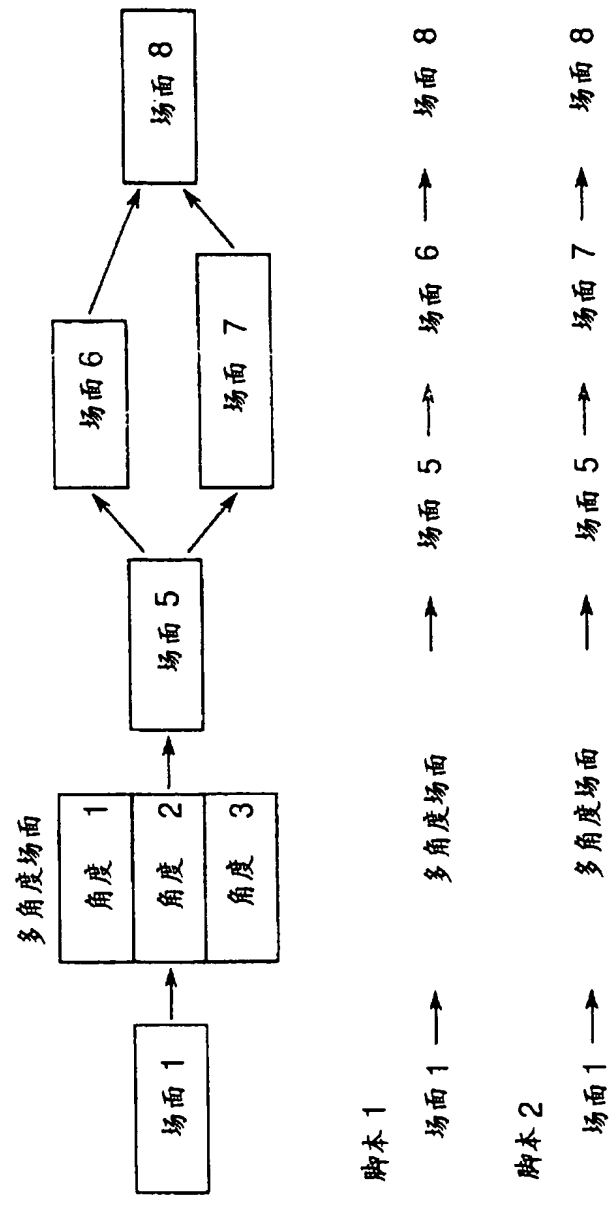 多角度场面
场面 1
角度 1
角度 2
角度 3
场面 5
场面 6
场面 7
场面 8
脚本 1
场面 1 → 多角度场面 → 场面 5 → 场面 6 → 场面 8
脚本 2
场面 1 → 多角度场面 → 场面 5 → 场面 7 → 场面 8